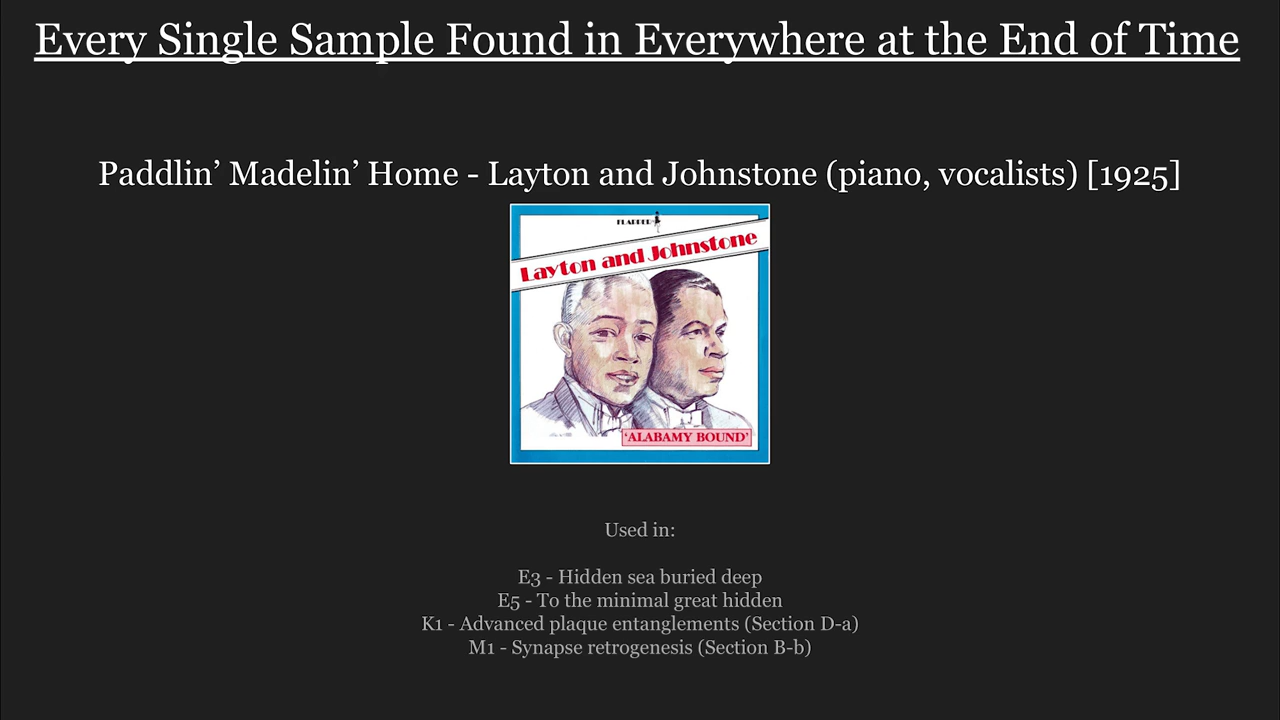 Every Single Sample Found in Everywhere at the End of Time
Paddlin’ Madelin’ Home - Layton and Johnstone (piano, vocalists) [1925]
FLAPPER
Layton and Johnstone
‘ALABAMY BOUND’
Used in:
E3 - Hidden sea buried deep
E5 - To the minimal great hidden
K1 - Advanced plaque entanglements (Section D-a)
M1 - Synapse retrogenesis (Section B-b)